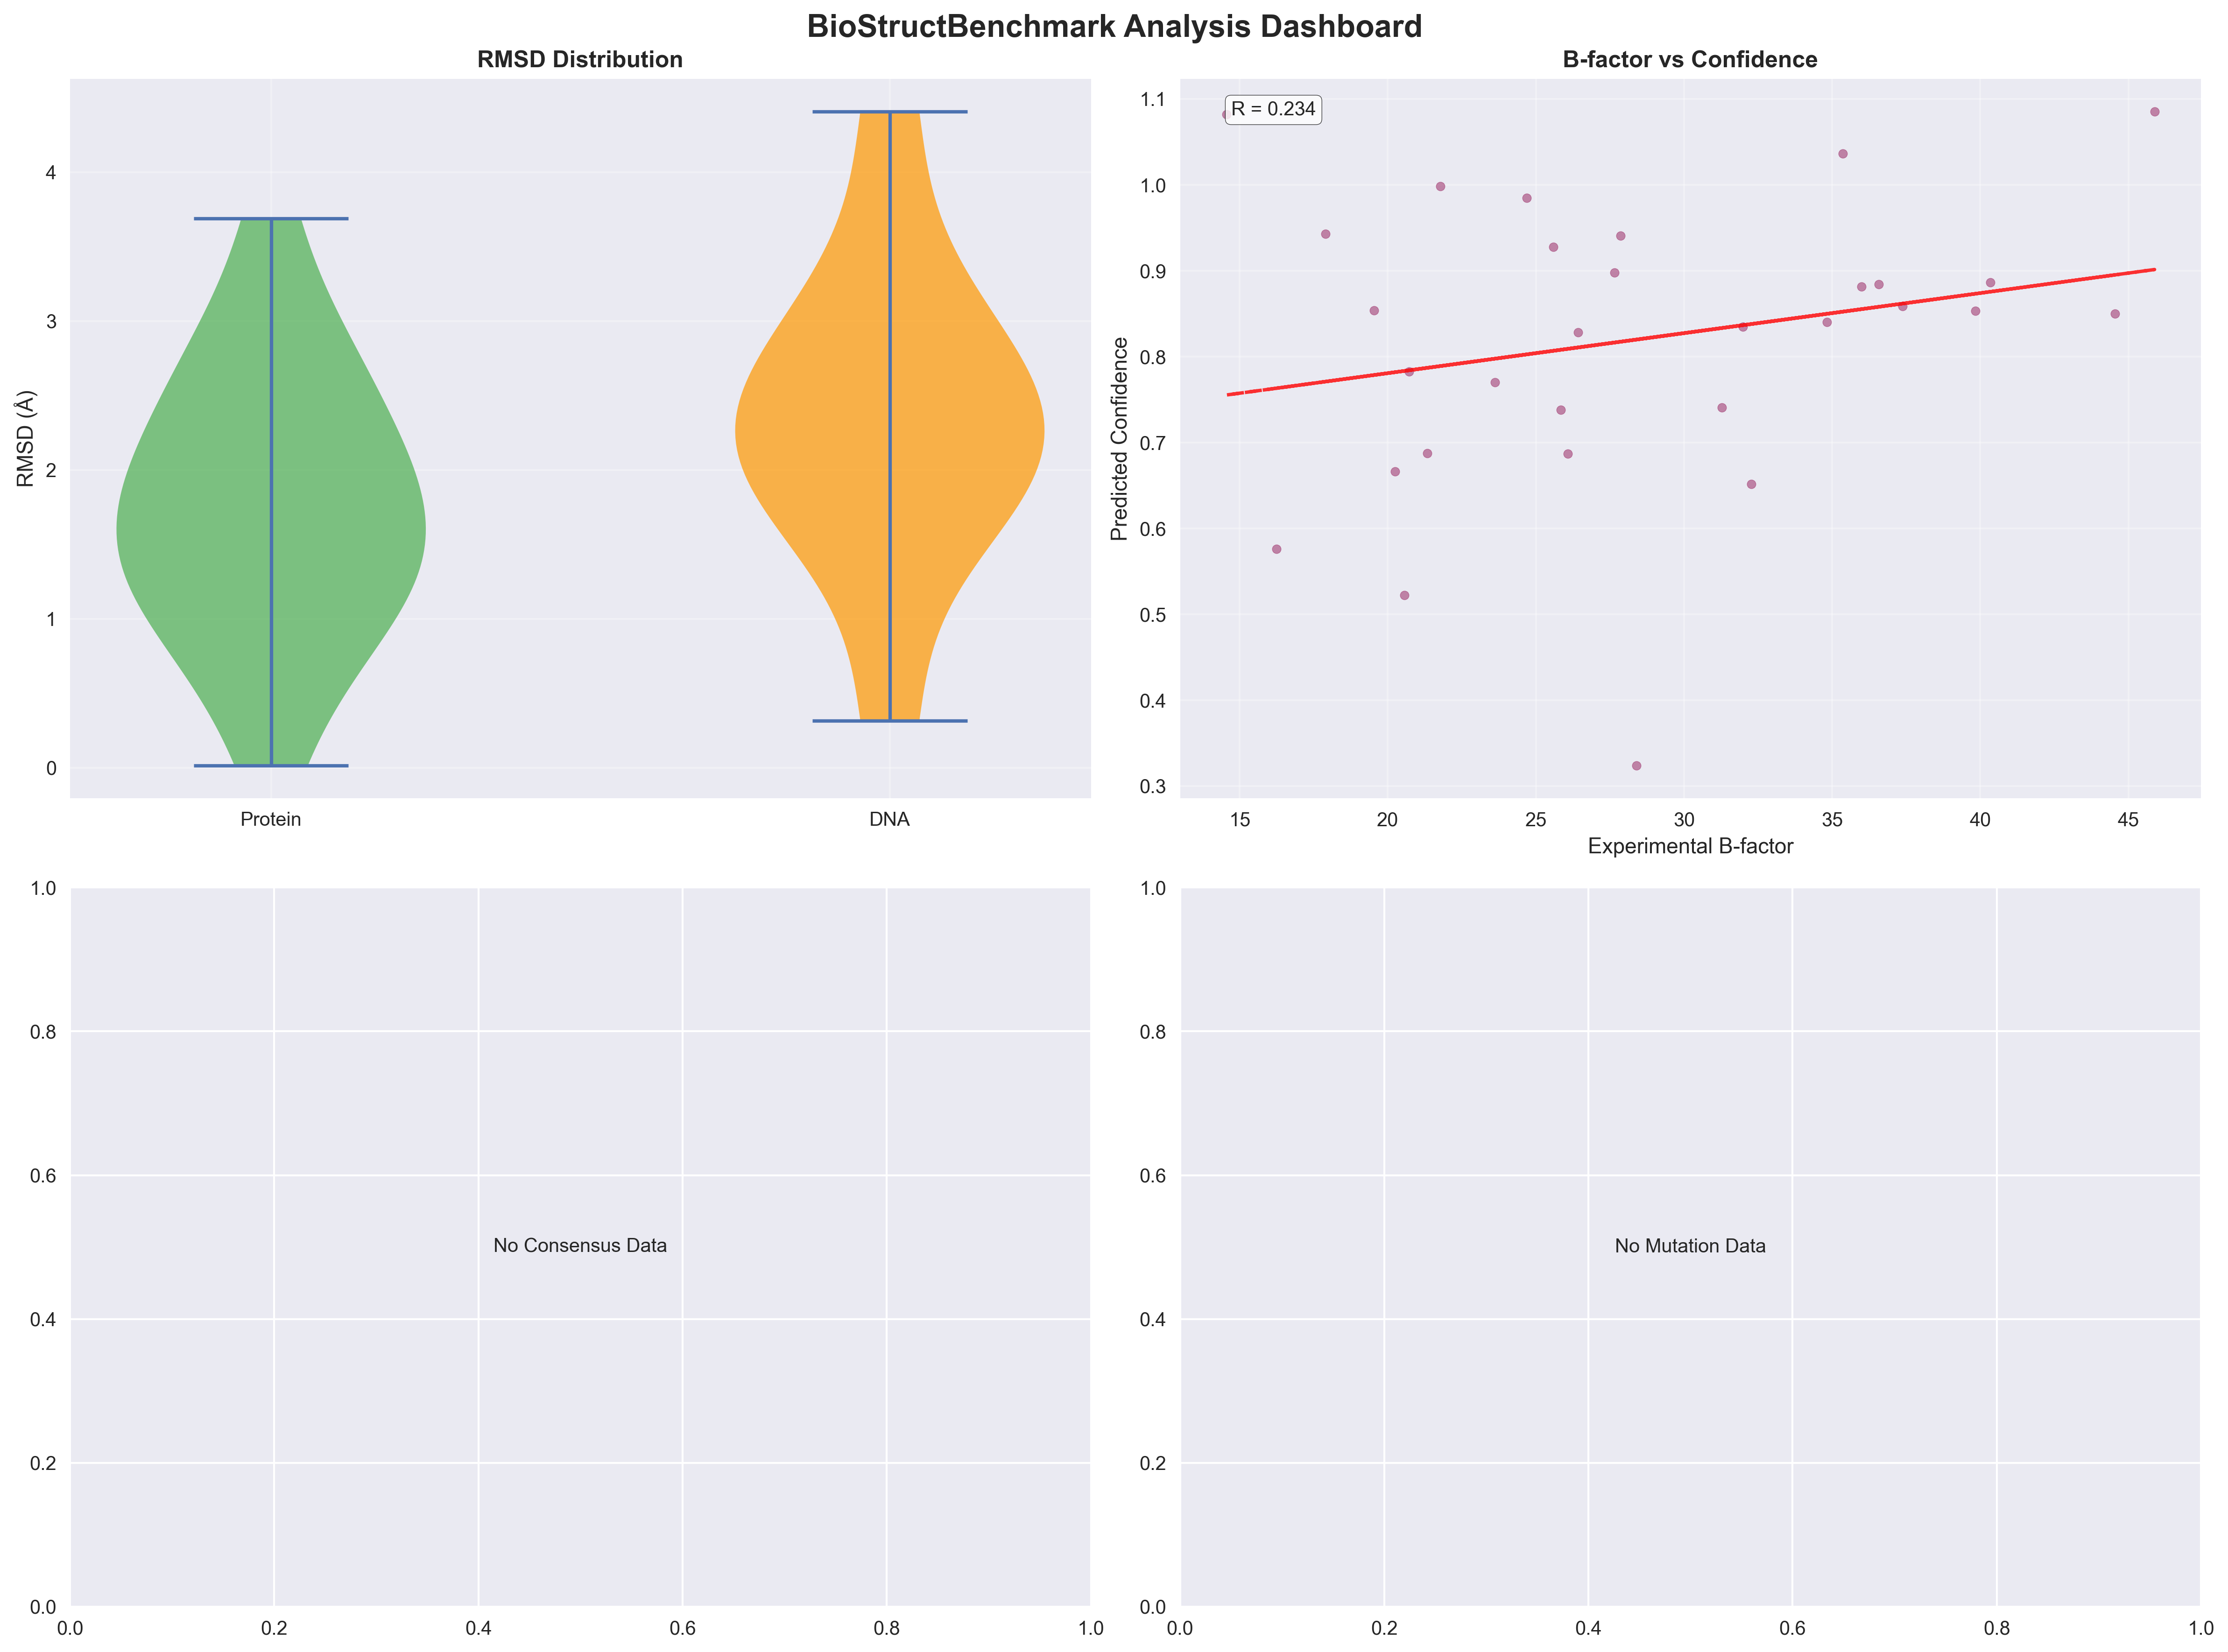 BioStructBenchmark Analysis Dashboard
RMSD Distribution
RMSD (Å)
4
3
2
1
0
Protein DNA
B-factor vs Confidence
R = 0.234
Predicted Confidence
1.1
1.0
0.9
0.8
0.7
0.6
0.5
0.4
0.3
15 20 25 30 35 40 45
Experimental B-factor
1.0
0.8
0.6
0.4
0.2
0.0
No Consensus Data
0.0 0.2 0.4 0.6 0.8 1.0
1.0
0.8
0.6
0.4
0.2
0.0
No Mutation Data
0.0 0.2 0.4 0.6 0.8 1.0